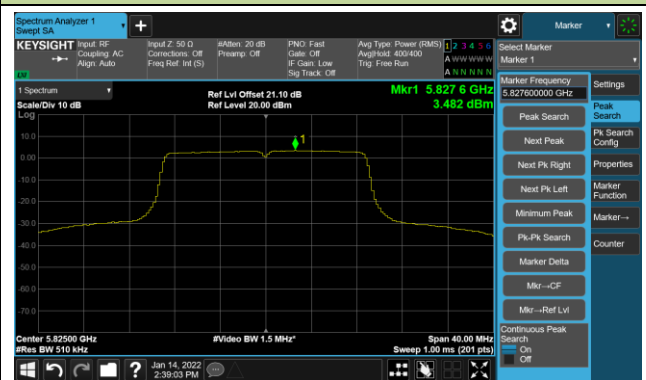 Spectrum Analyzer 1
Swept SA
+
Marker
KEYSIGHT
Input: RF
Coupling: AC
Align: Auto
Input Z: 50 Ω
Corrections: Off
Freq Ref: Int (S)
#Atten: 20 dB
Preamp: Off
PNO: Fast
Gate: Off
IF Gain: Low
Sig Track: Off
Avg Type: Power (RMS)
Avg|Hold: 400/400
Trig: Free Run
1 2 3 4 5 6
A W W W W W
A N N N N N
Select Marker
Marker 1
1 Spectrum
Scale/Div 10 dB
Log
Ref Lvl Offset 21.10 dB
Ref Level 20.00 dBm
Mkr1 5.827 6 GHz
3.482 dBm
10.0
0.00
-10.0
-20.0
-30.0
-40.0
-50.0
-60.0
-70.0
1
Center 5.82500 GHz
#Res BW 510 kHz
#Video BW 1.5 MHz*
Span 40.00 MHz
Sweep 1.00 ms (201 pts)
Marker Frequency
5.827600000 GHz
Peak Search
Next Peak
Next Pk Right
Next Pk Left
Minimum Peak
Pk-Pk Search
Marker Delta
Mkr→CF
Mkr→Ref Lvl
Continuous Peak
Search
On
Off
Settings
Peak
Search
Pk Search
Config
Properties
Marker
Function
Marker→
Counter
?
Jan 14, 2022
2:39:03 PM